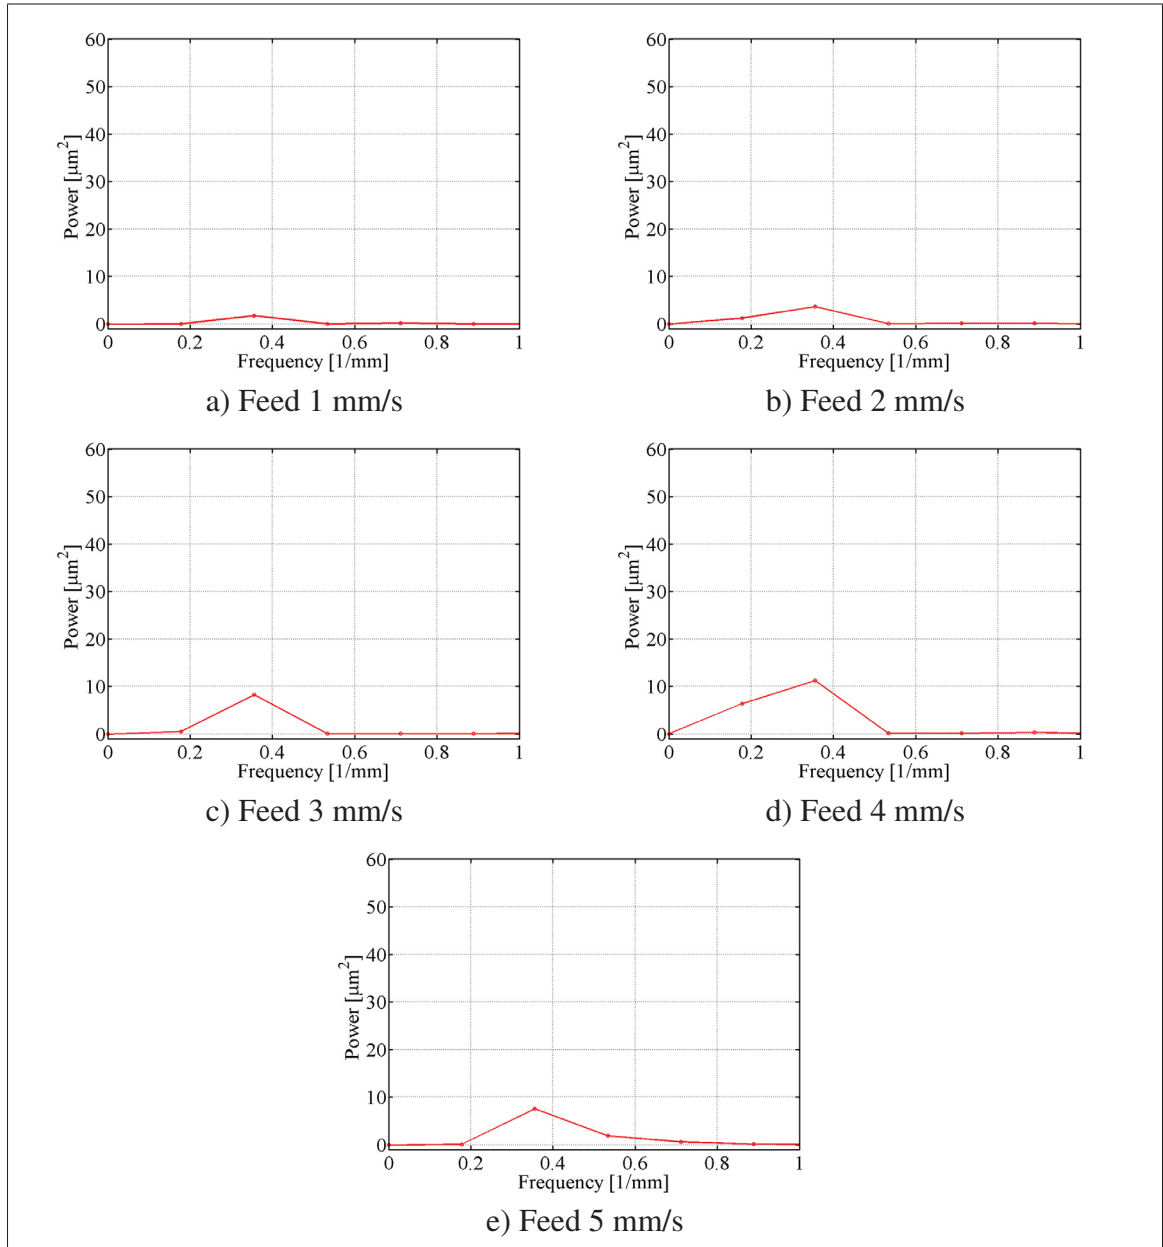 60
50
40
30
20
10
0
Power [μm²]
0 0.2 0.4 0.6 0.8 1
Frequency [1/mm]
a) Feed 1 mm/s
60
50
40
30
20
10
0
Power [μm²]
0 0.2 0.4 0.6 0.8 1
Frequency [1/mm]
b) Feed 2 mm/s
60
50
40
30
20
10
0
Power [μm²]
0 0.2 0.4 0.6 0.8 1
Frequency [1/mm]
c) Feed 3 mm/s
60
50
40
30
20
10
0
Power [μm²]
0 0.2 0.4 0.6 0.8 1
Frequency [1/mm]
d) Feed 4 mm/s
60
50
40
30
20
10
0
Power [μm²]
0 0.2 0.4 0.6 0.8 1
Frequency [1/mm]
e) Feed 5 mm/s